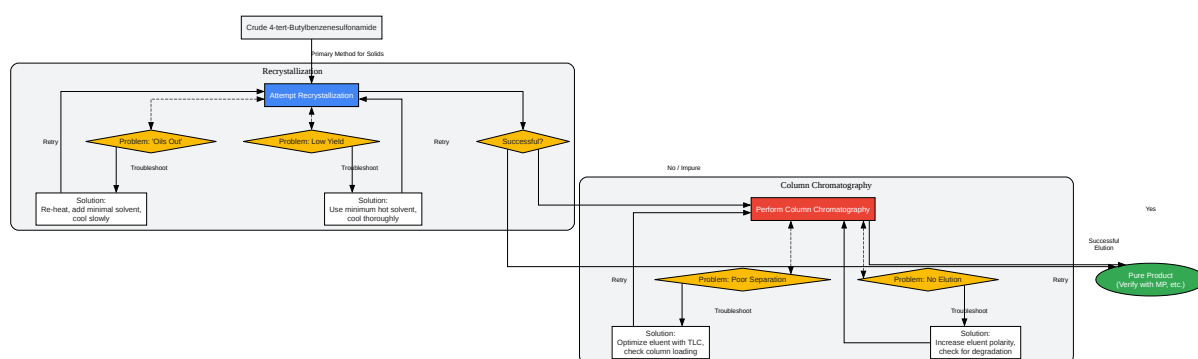 Crude 4-tert-Butylbenzenesulfonamide
Primary Method for Solids
Recrystallization
Attempt Recrystallization
Retry
Problem: 'Oils Out'
Problem: Low Yield
Retry
Successful?
Troubleshoot
Troubleshoot
Solution:
Re-heat, add minimal solvent,
cool slowly
Solution:
Use minimum hot solvent,
cool thoroughly
No / Impure
Column Chromatography
Perform Column Chromatography
Yes
Successful
Elution
Retry
Problem: Poor Separation
Problem: No Elution
Retry
Pure Product
(Verify with MP, etc.)
Troubleshoot
Troubleshoot
Solution:
Optimize eluent with TLC,
check column loading
Solution:
Increase eluent polarity,
check for degradation